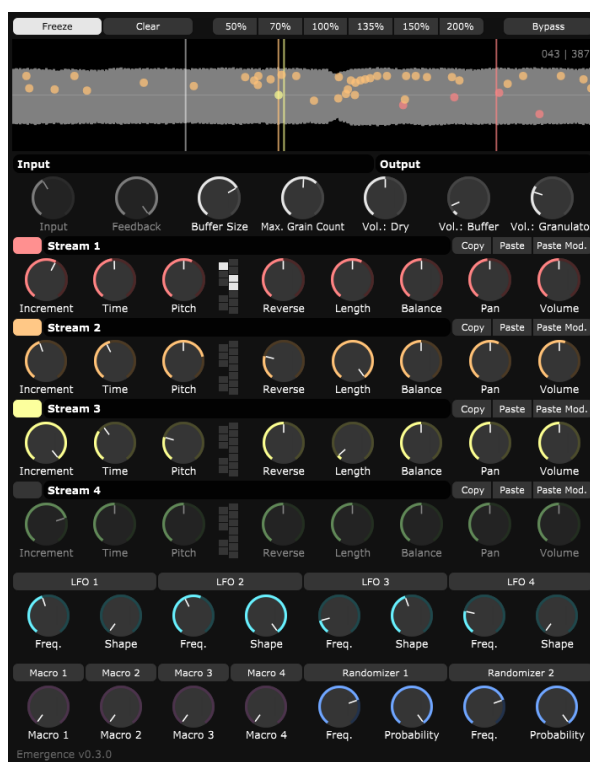 Freeze Clear 50% 70% 100% 135% 150% 200% Bypass
043 | 387
Input Output
Input Feedback Buffer Size Max. Grain Count Vol.: Dry Vol.: Buffer Vol.: Granulato
Stream 1 Copy Paste Paste Mod.
Increment Time Pitch Reverse Length Balance Pan Volume
Stream 2 Copy Paste Paste Mod.
Increment Time Pitch Reverse Length Balance Pan Volume
Stream 3 Copy Paste Paste Mod.
Increment Time Pitch Reverse Length Balance Pan Volume
Stream 4 Copy Paste Paste Mod.
Increment Time Pitch Reverse Length Balance Pan Volume
LFO 1 LFO 2 LFO 3 LFO 4
Freq. Shape Freq. Shape Freq. Shape Freq. Shape
Macro 1 Macro 2 Macro 3 Macro 4 Randomizer 1 Randomizer 2
Macro 1 Macro 2 Macro 3 Macro 4 Freq. Probability Freq. Probability
Emergence v0.3.0